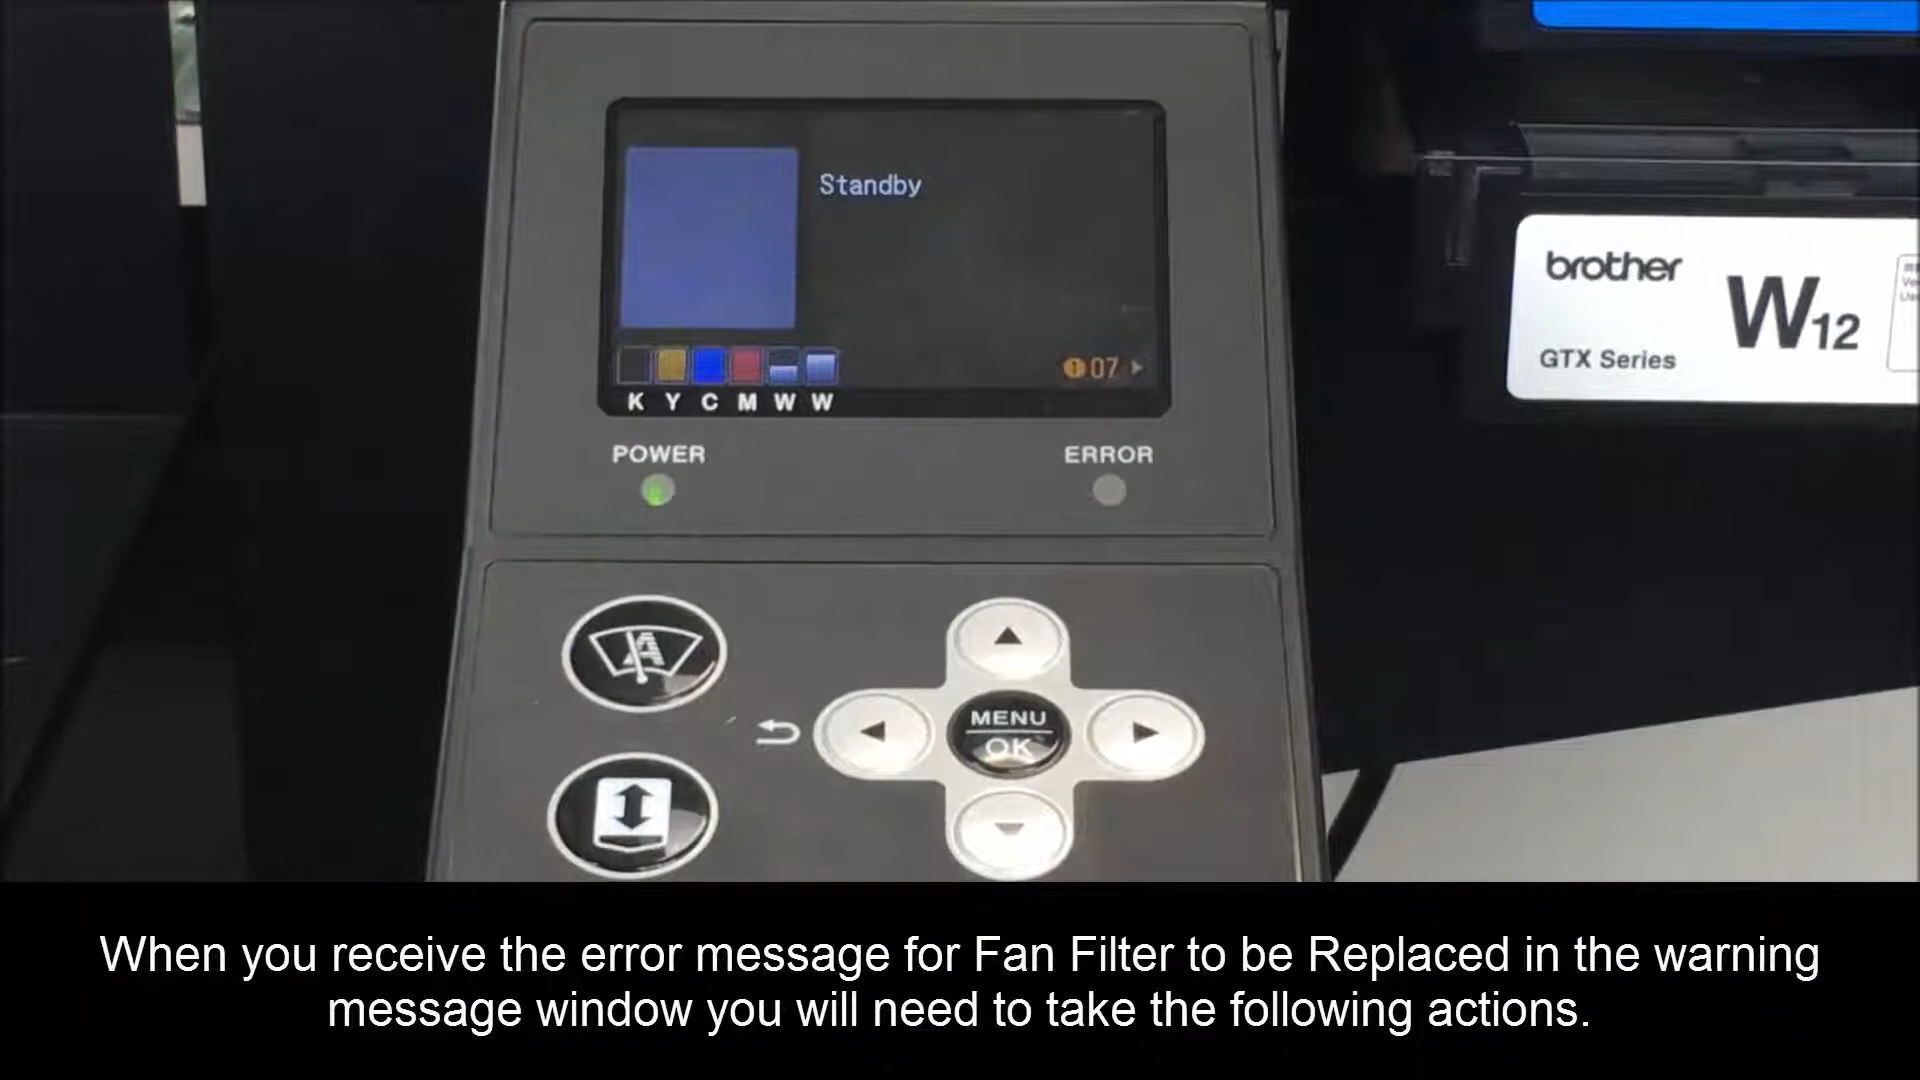 Standby
07
K Y C M W W
POWER
ERROR
MENU
OK
brother
W12
GTX Series
When you receive the error message for Fan Filter to be Replaced in the warning
message window you will need to take the following actions.